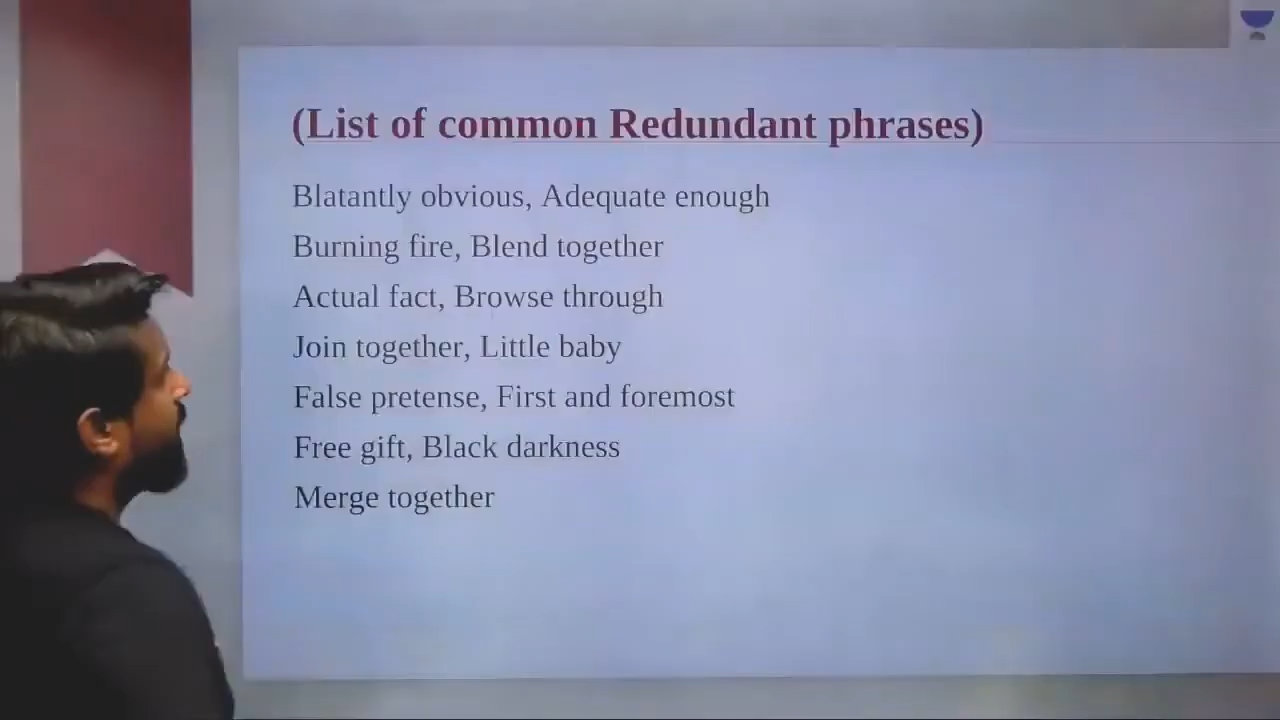 (List of common Redundant phrases)
Blatantly obvious, Adequate enough
Burning fire, Blend together
Actual fact, Browse through
Join together, Little baby
False pretense, First and foremost
Free gift, Black darkness
Merge together